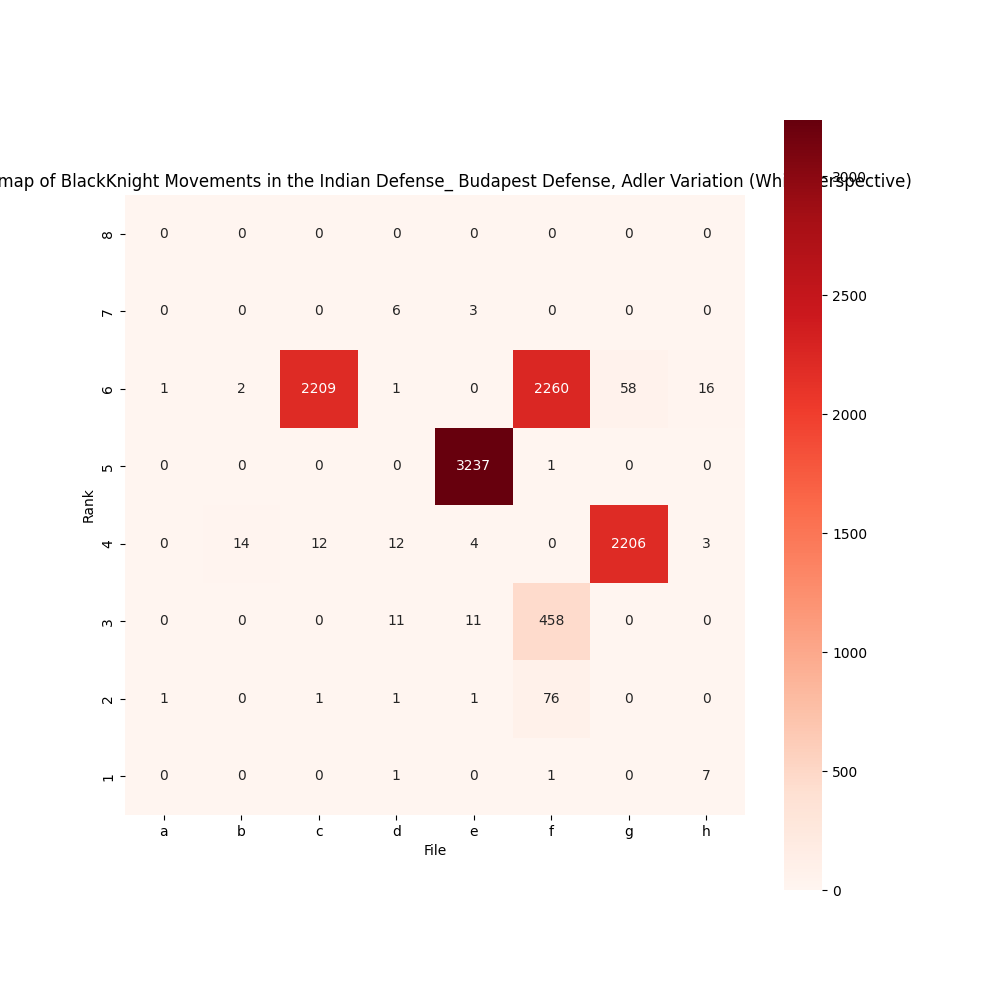 map of BlackKnight Movements in the Indian Defense_ Budapest Defense, Adler Variation (Wh erspective)
8 0 0 0 0 0 0 0 0
7 0 0 0 6 3 0 0 0
6 1 2 2209 1 0 2260 58 16
5 0 0 0 0 3237 1 0 0
4 0 14 12 12 4 0 2206 3
3 0 0 0 11 11 458 0 0
2 1 0 1 1 1 76 0 0
1 0 0 0 1 0 1 0 7
a b c d e f g h
File
Rank
3000
2500
2000
1500
1000
500
0